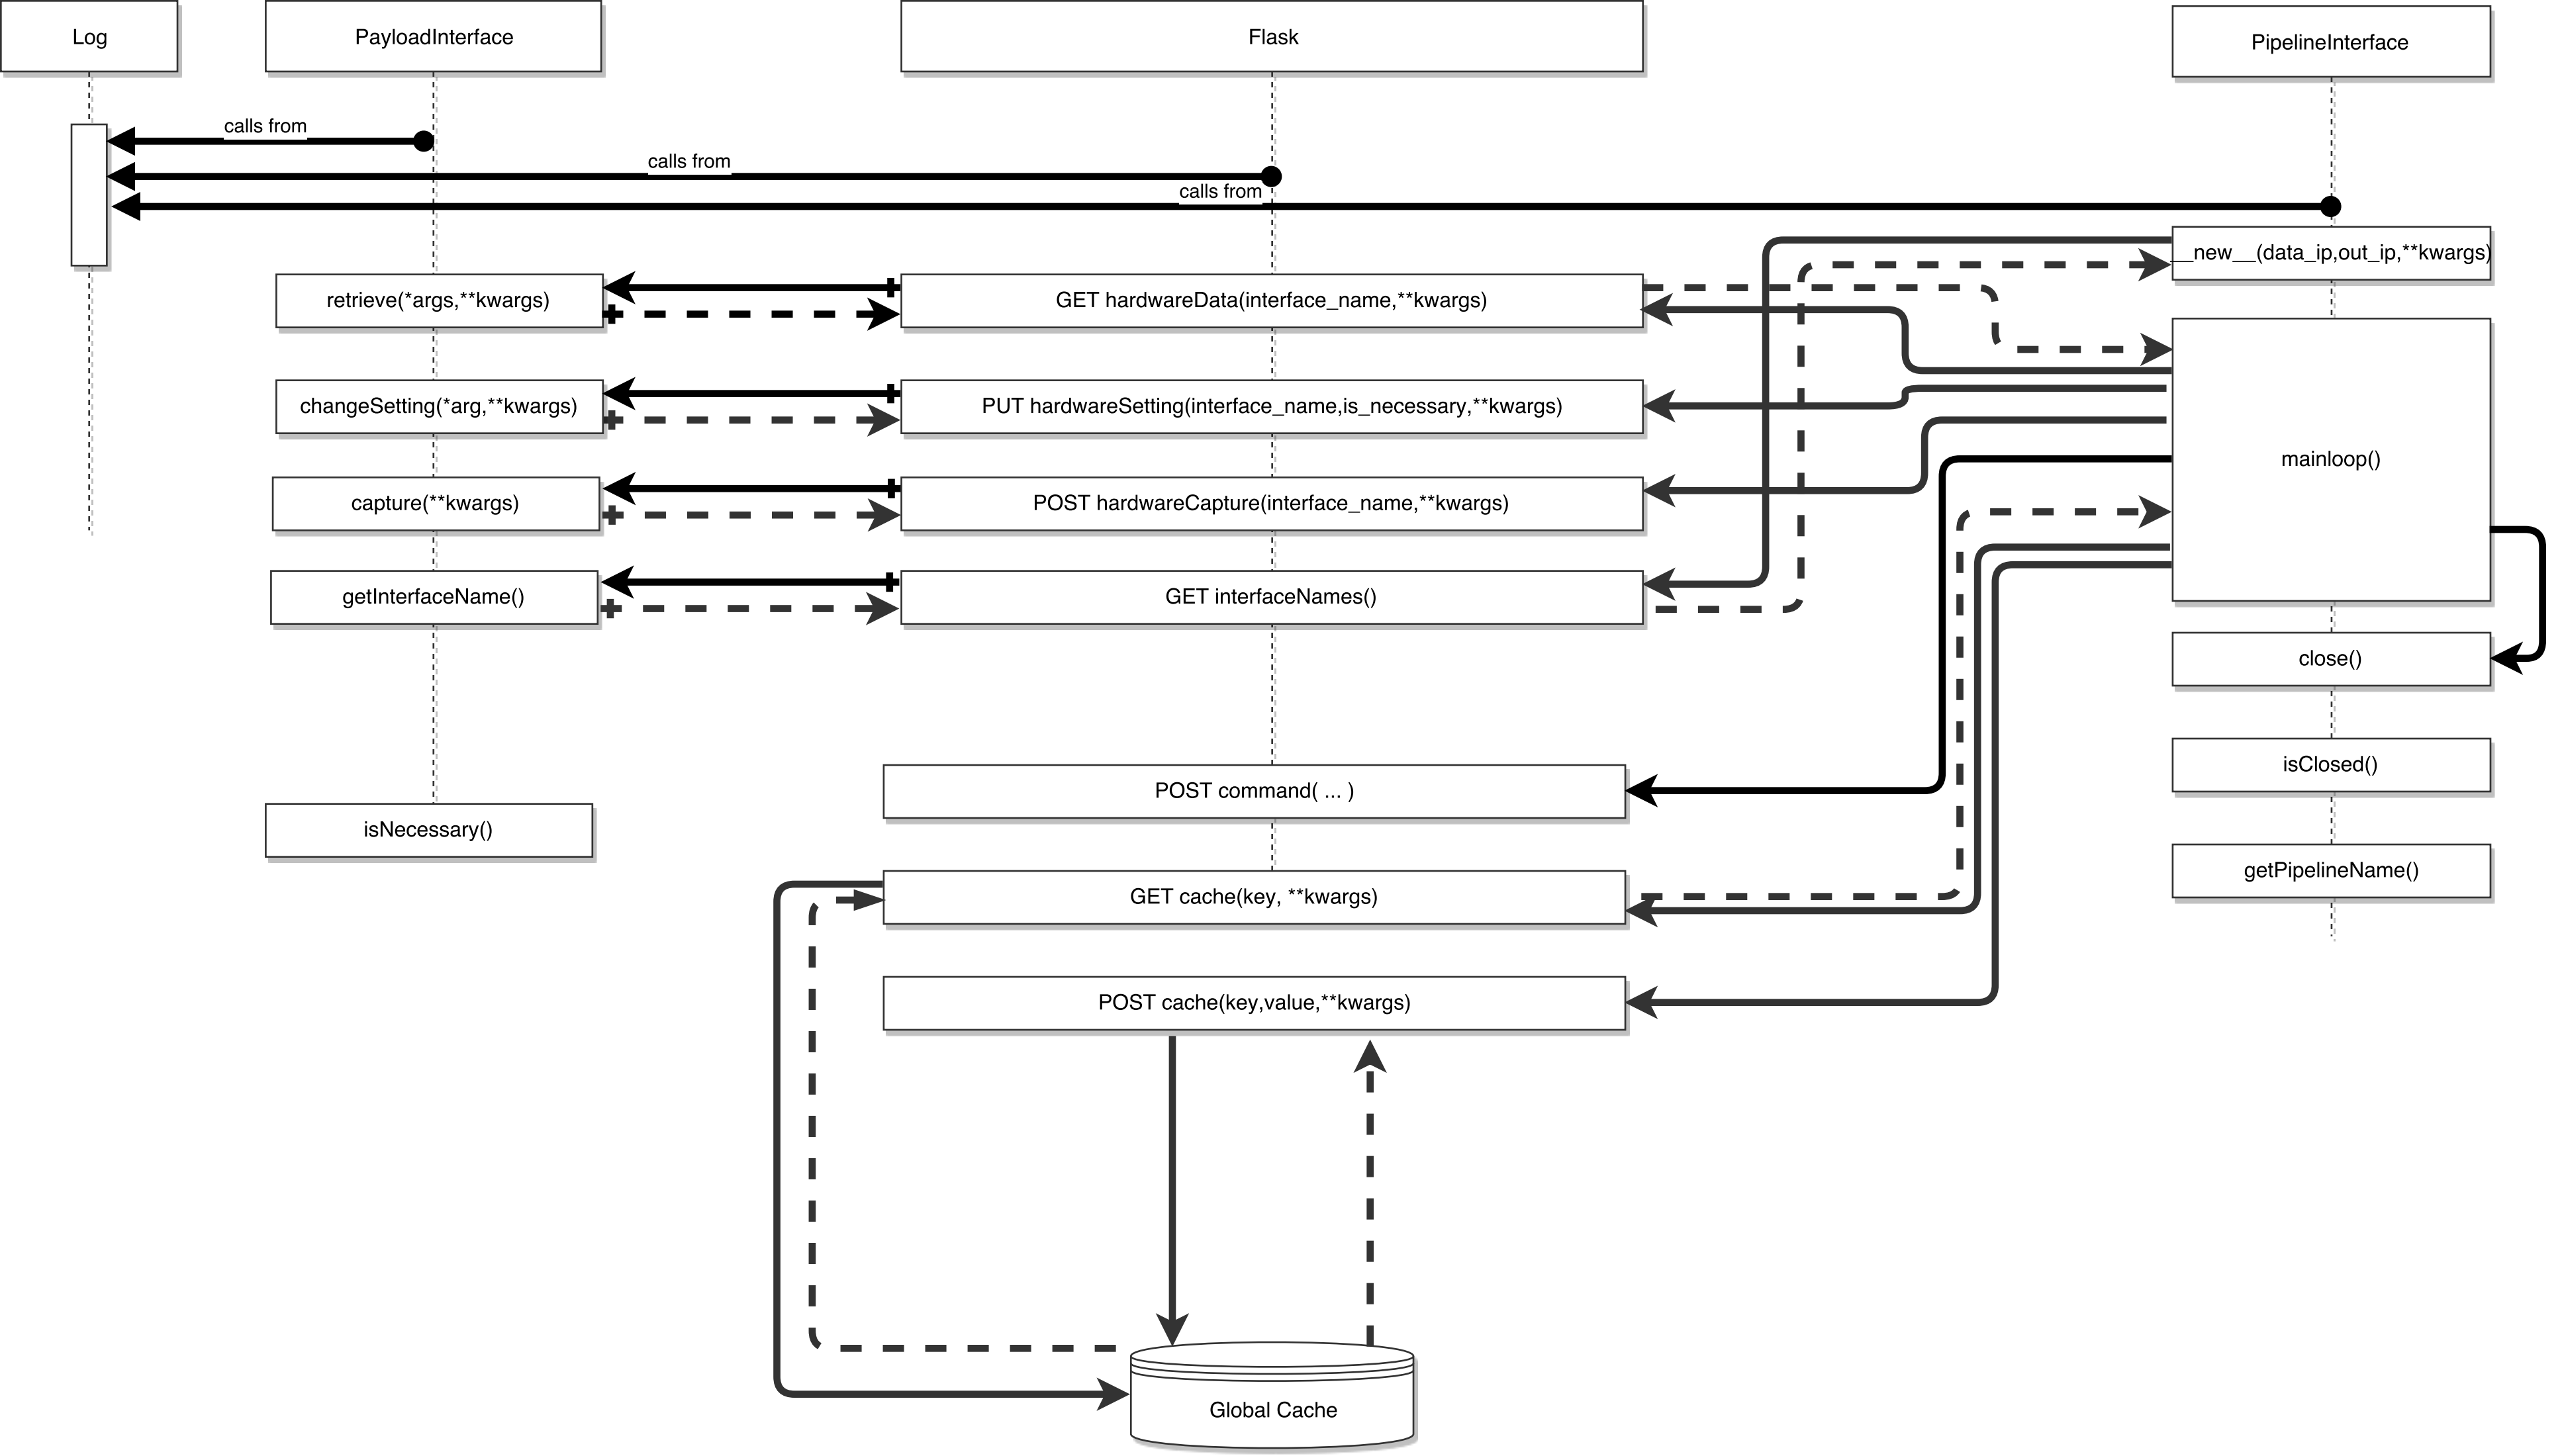 Log
PayloadInterface
Flask
PipelineInterface
calls from
calls from
calls from
__new__(data_ip,out_ip,**kwargs)
retrieve(*args,**kwargs)
GET hardwareData(interface_name,**kwargs)
changeSetting(*arg,**kwargs)
PUT hardwareSetting(interface_name,is_necessary,**kwargs)
mainloop()
capture(**kwargs)
POST hardwareCapture(interface_name,**kwargs)
getInterfaceName()
GET interfaceNames()
close()
isClosed()
POST command( ... )
isNecessary()
getPipelineName()
GET cache(key, **kwargs)
POST cache(key,value,**kwargs)
Global Cache